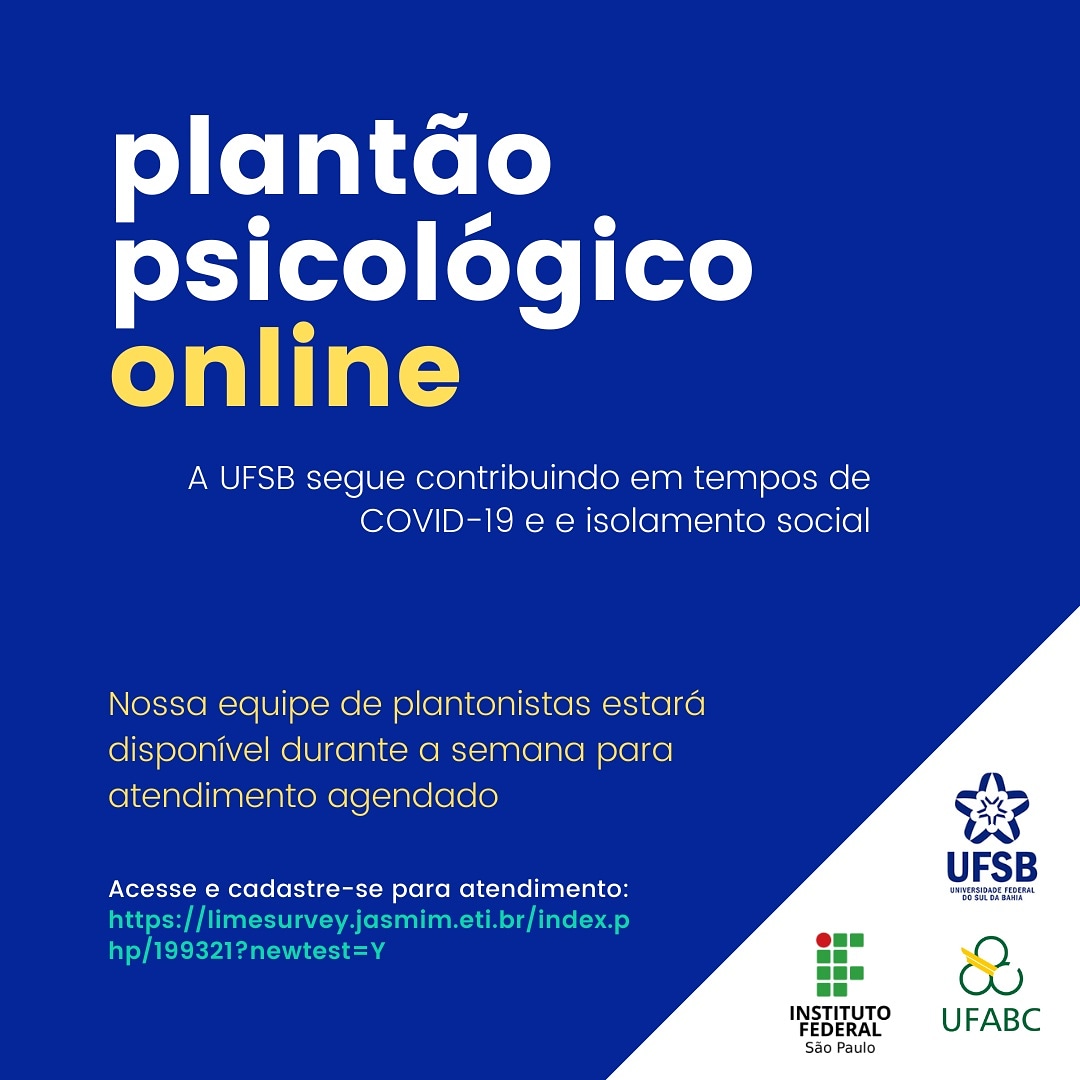 plantão
psicológico
online
A UFSB segue contribuindo em tempos de
COVID-19 e e isolamento social
Nossa equipe de plantonistas estará
disponível durante a semana para
atendimento agendado
Acesse e cadastre-se para atendimento:
https://limesurvey.jasmim.eti.br/index.p
hp/199321?newtest=Y
UFSB
UNIVERSIDADE FEDERAL
DO SUL DA BAHIA
INSTITUTO
FEDERAL
São Paulo
UFABC